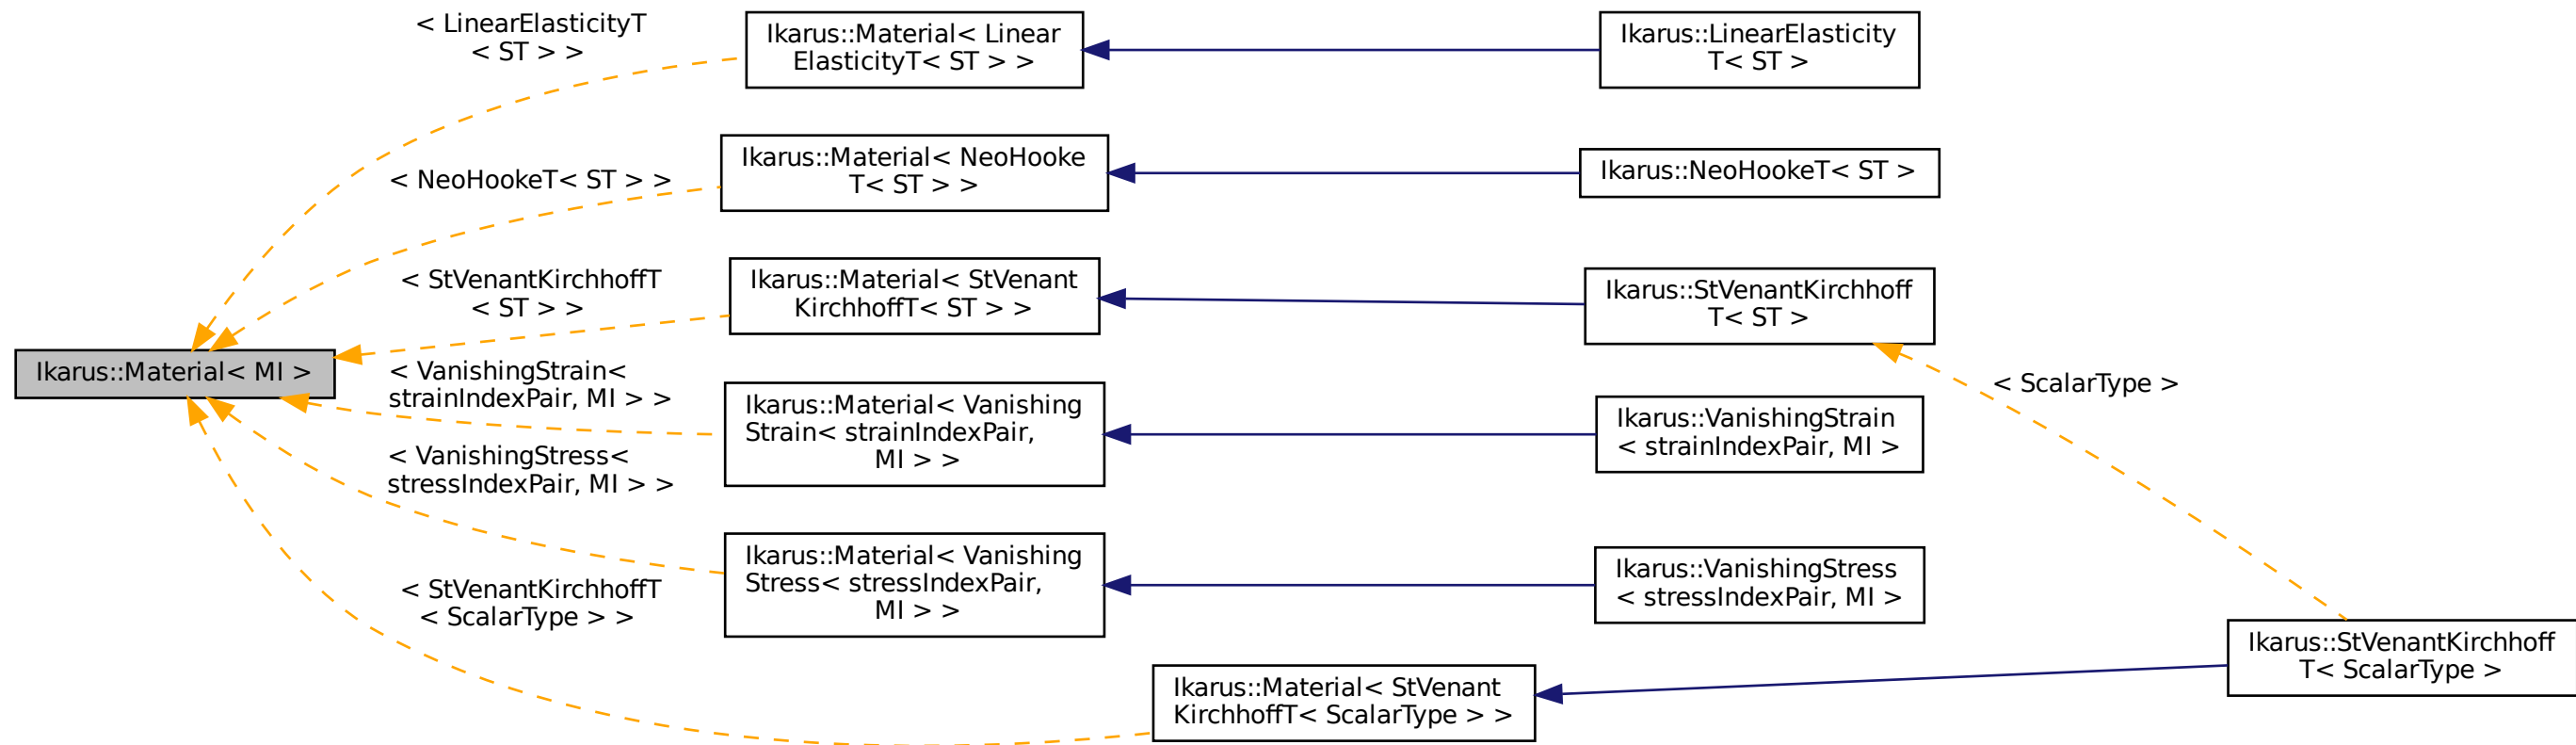 < LinearElasticityT
< ST > >
Ikarus::Material< Linear
ElasticityT< ST > >
Ikarus::LinearElasticity
T< ST >
< NeoHookeT< ST > >
Ikarus::Material< NeoHooke
T< ST > >
Ikarus::NeoHookeT< ST >
< StVenantKirchhoffT
< ST > >
Ikarus::Material< StVenant
KirchhoffT< ST > >
Ikarus::StVenantKirchhoff
T< ST >
Ikarus::Material< MI >
< VanishingStrain<
strainIndexPair, MI > >
Ikarus::Material< Vanishing
Strain< strainIndexPair,
MI > >
Ikarus::VanishingStrain
< strainIndexPair, MI >
< ScalarType >
< VanishingStress<
stressIndexPair, MI > >
Ikarus::Material< Vanishing
Stress< stressIndexPair,
MI > >
Ikarus::VanishingStress
< stressIndexPair, MI >
< StVenantKirchhoffT
< ScalarType > >
Ikarus::Material< StVenant
KirchhoffT< ScalarType > >
Ikarus::StVenantKirchhoff
T< ScalarType >